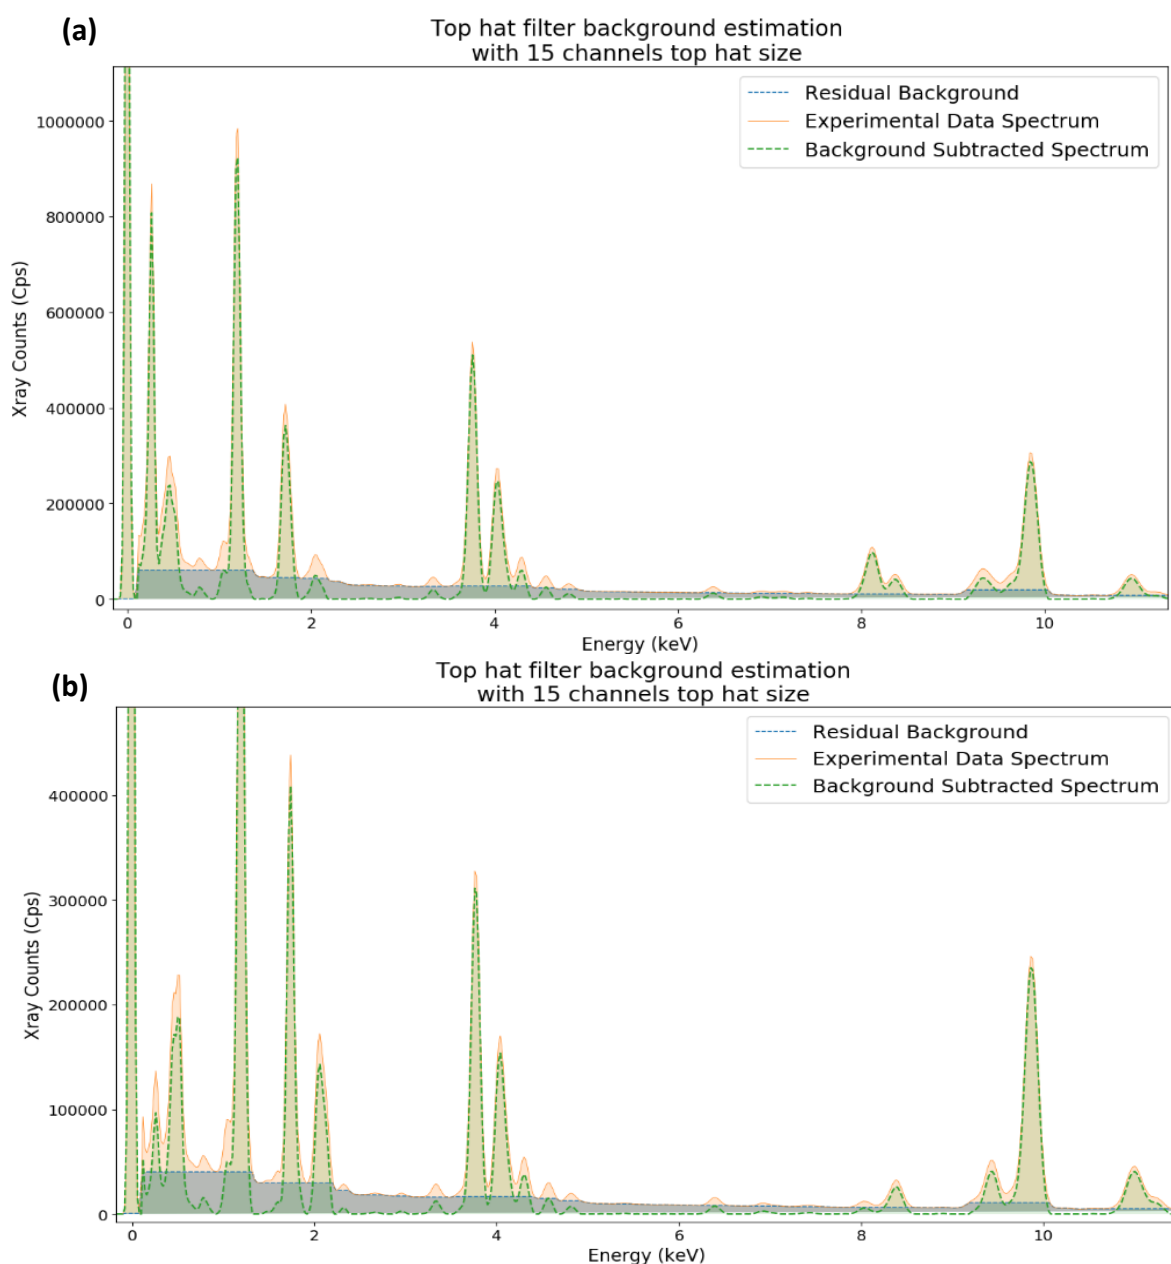 (a)
Top hat filter background estimation
with 15 channels top hat size
Residual Background
Experimental Data Spectrum
Background Subtracted Spectrum
Xray Counts (Cps)
1000000
800000
600000
400000
200000
0
0 2 4 6 8 10
Energy (keV)
(b)
Top hat filter background estimation
with 15 channels top hat size
Residual Background
Experimental Data Spectrum
Background Subtracted Spectrum
Xray Counts (Cps)
400000
300000
200000
100000
0
0 2 4 6 8 10
Energy (keV)